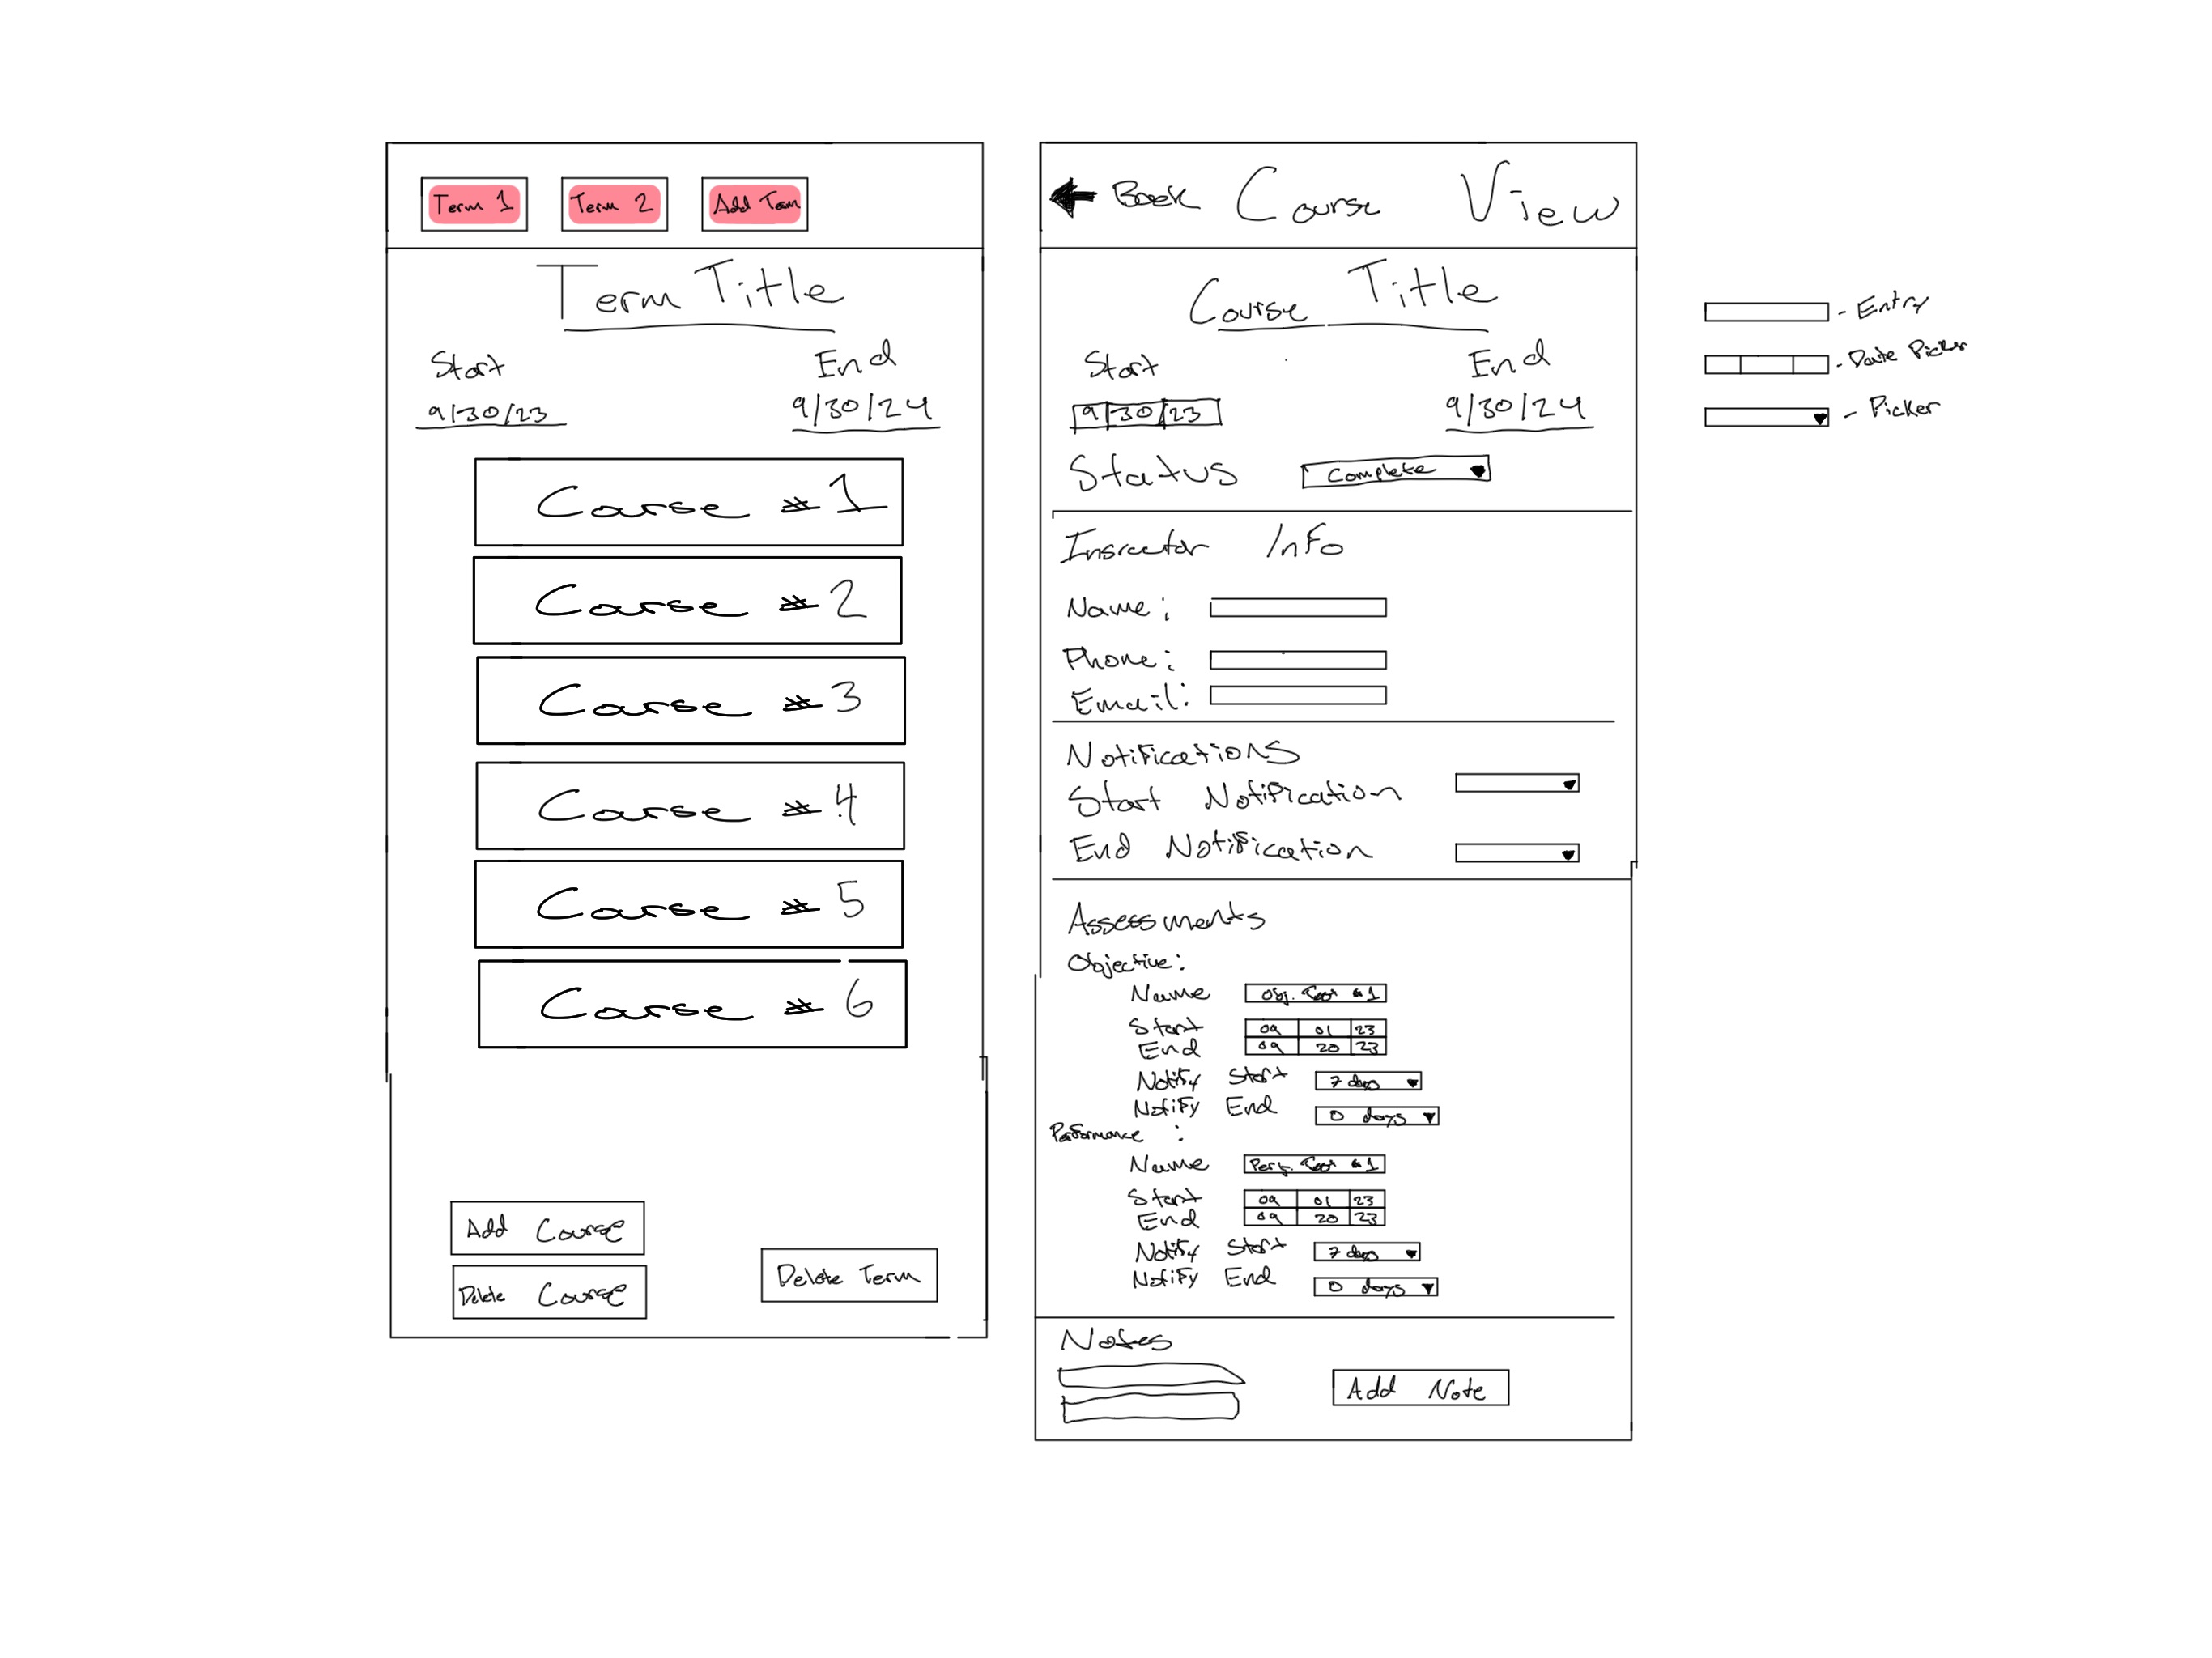 Term 1 Term 2 Add Term
Term Title
Start End
9/30/23 9/30/24
Course #1
Course #2
Course #3
Course #4
Course #5
Course #6
Add Course
Delete Course
Delete Term
Back Course View
Course Title
Start End
9/30/23 9/30/24
Status Complete
Insructor Info
Name:
Phone:
Email:
Notifications
Start Notification
End Notification
Assessments
Objective:
Name Obj. Test #1
Start 09 01 23
End 09 20 23
Notify Start 7 days
Notify End 0 days
Performance :
Name Perf. Test #1
Start 09 01 23
End 09 20 23
Notify Start 7 days
Notify End 0 days
Notes
Add Note
- Entry
- Date Picker
- Picker